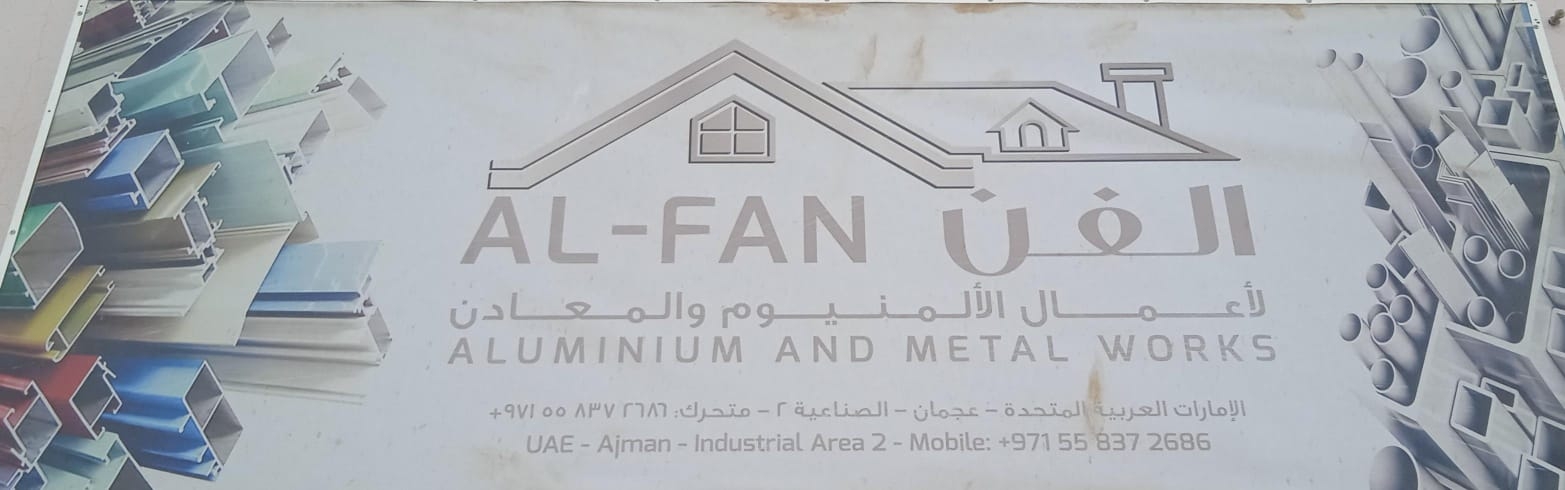 AL-FAN الفن
لأعمال الألمنيوم والمعادن
ALUMINIUM AND METAL WORKS
الإمارات العربية المتحدة - عجمان - الصناعية ٢ - متحرك: ٢٦٨٦ ٨٣٧ ٥٥ ٩٧١+
UAE - Ajman - Industrial Area 2 - Mobile: +971 55 837 2686